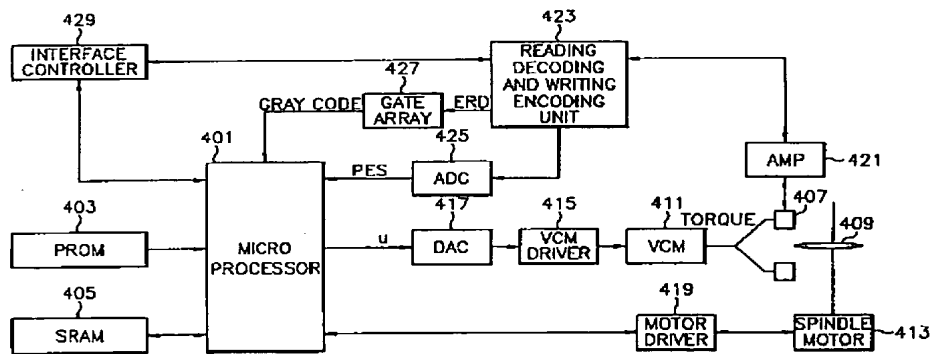 429
INTERFACE
CONTROLLER
423
READING
DECODING
AND WRITING
ENCODING
UNIT
427
GRAY CODE
GATE
ARRAY
ERD
401
425
PES
ADC
AMP
421
403
PROM
MICRO
PROCESSOR
417
u
DAC
415
VCM
DRIVER
411
VCM
TORQUE
407
409
405
SRAM
419
MOTOR
DRIVER
SPINDLE
MOTOR
413